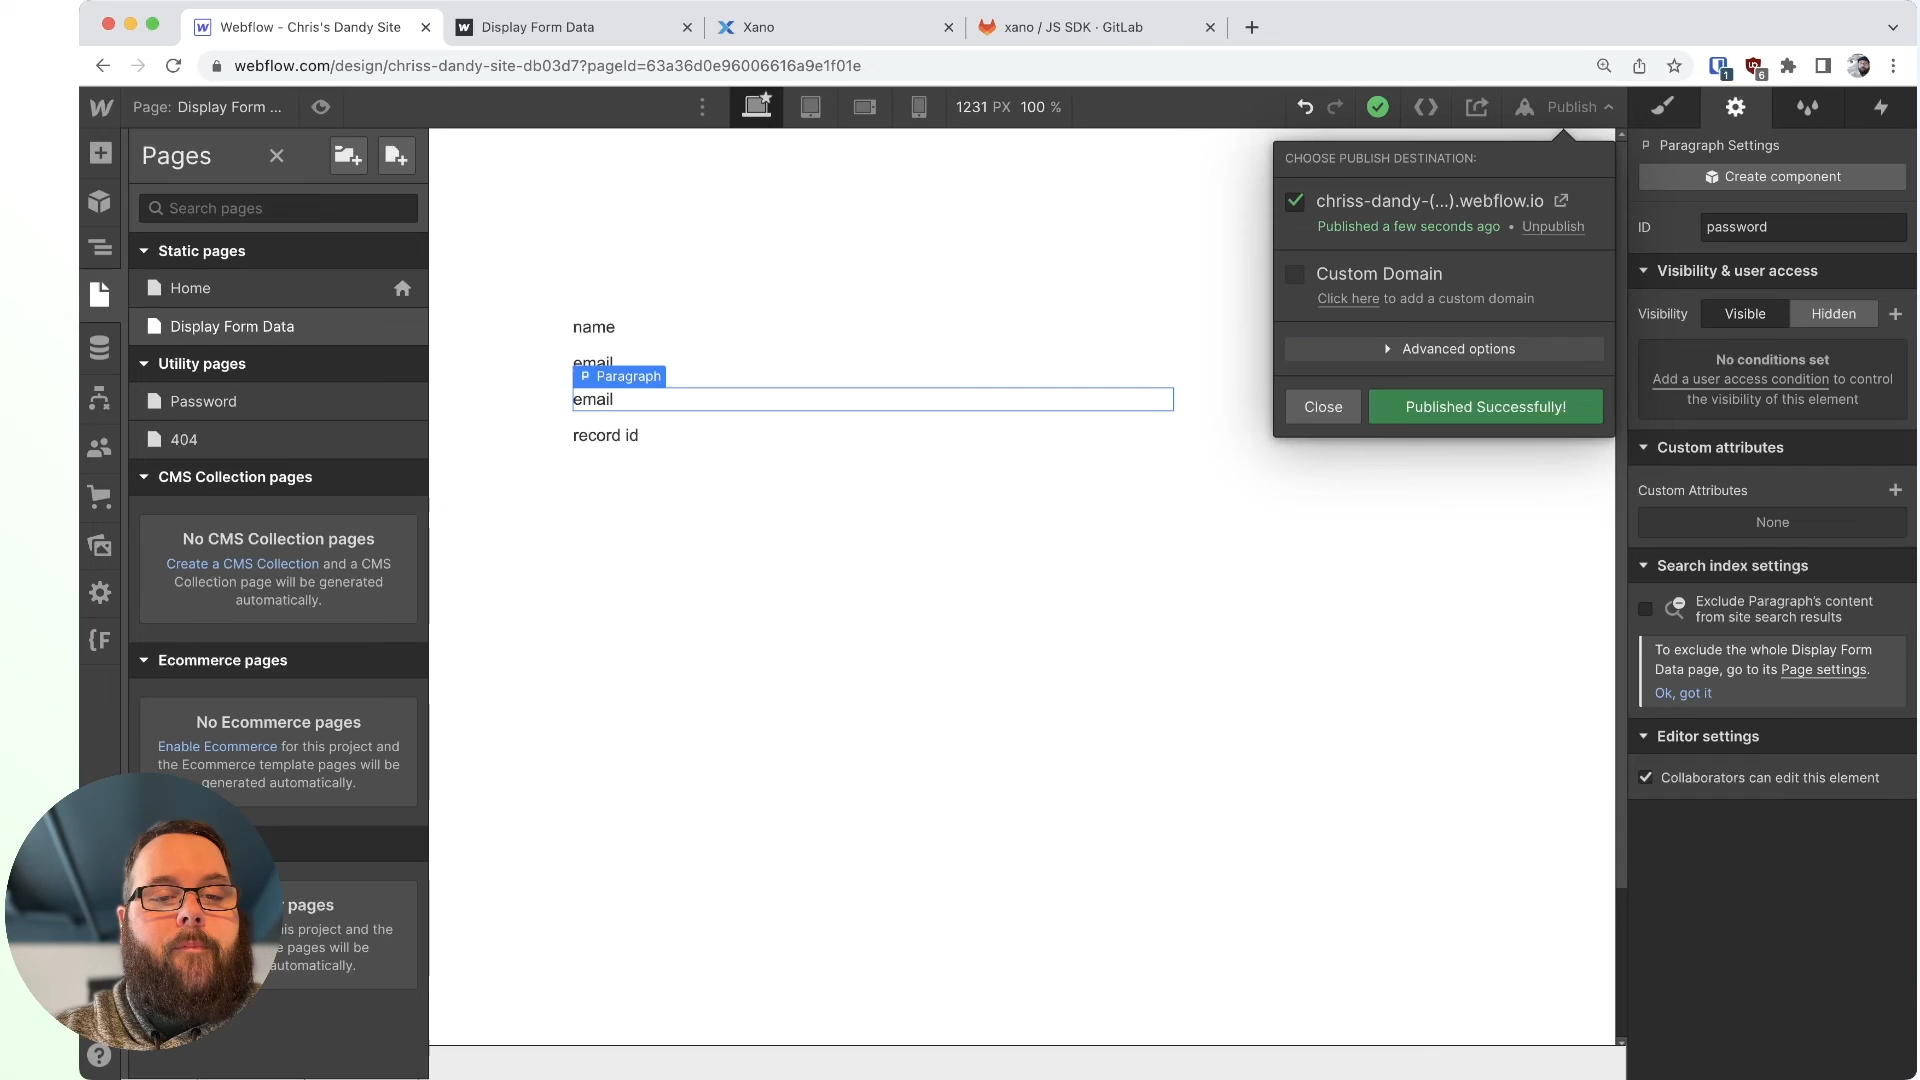 Webflow - Chris's Dandy Site
Display Form Data
Xano
xano / JS SDK · GitLab
webflow.com/design/chriss-dandy-site-db03d7?pageId=63a36d0e96006616a9e1f01e
1
6
Page: Display Form ...
1231 PX 100 %
Publish
Pages
Search pages
Static pages
Home
Display Form Data
Utility pages
Password
404
CMS Collection pages
No CMS Collection pages
Create a CMS Collection and a CMS
Collection page will be generated
automatically.
Ecommerce pages
No Ecommerce pages
Enable Ecommerce for this project and
the Ecommerce template pages will be
generated automatically.
pages
this project and the
pages will be
automatically.
name
email
Paragraph
email
record id
CHOOSE PUBLISH DESTINATION:
chriss-dandy-(...).webflow.io
Published a few seconds ago • Unpublish
Custom Domain
Click here to add a custom domain
Advanced options
Close
Published Successfully!
Paragraph Settings
Create component
ID
password
Visibility & user access
Visibility
Visible
Hidden
No conditions set
Add a user access condition to control
the visibility of this element
Custom attributes
Custom Attributes
None
Search index settings
Exclude Paragraph's content
from site search results
To exclude the whole Display Form
Data page, go to its Page settings.
Ok, got it
Editor settings
Collaborators can edit this element